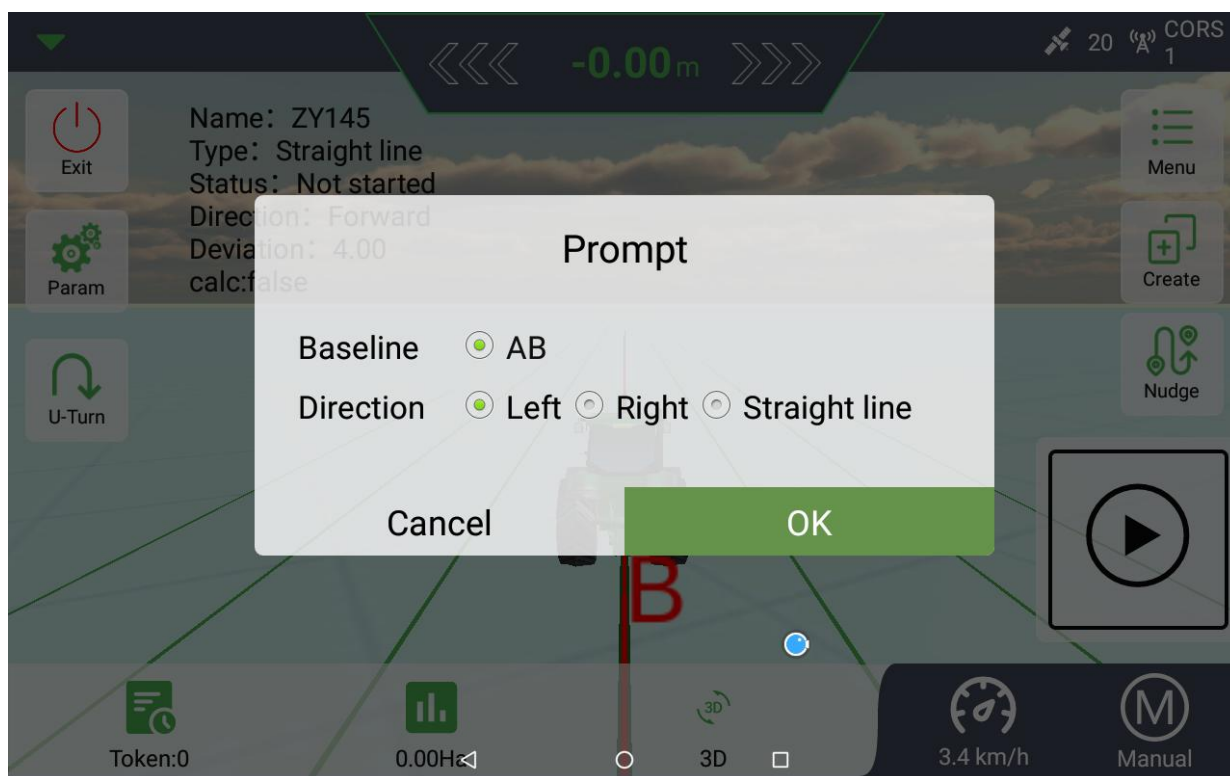 -0.00m
20
CORS
1
Exit
Name: ZY145
Type: Straight line
Status: Not started
Direction: Forward
Deviation: 4.00
calc:false
Menu
Param
Create
U-Turn
Nudge
Prompt
Baseline AB
Direction Left Right Straight line
Cancel OK
B
Token:0
0.00Ha
3D
3D
3.4 km/h
M
Manual